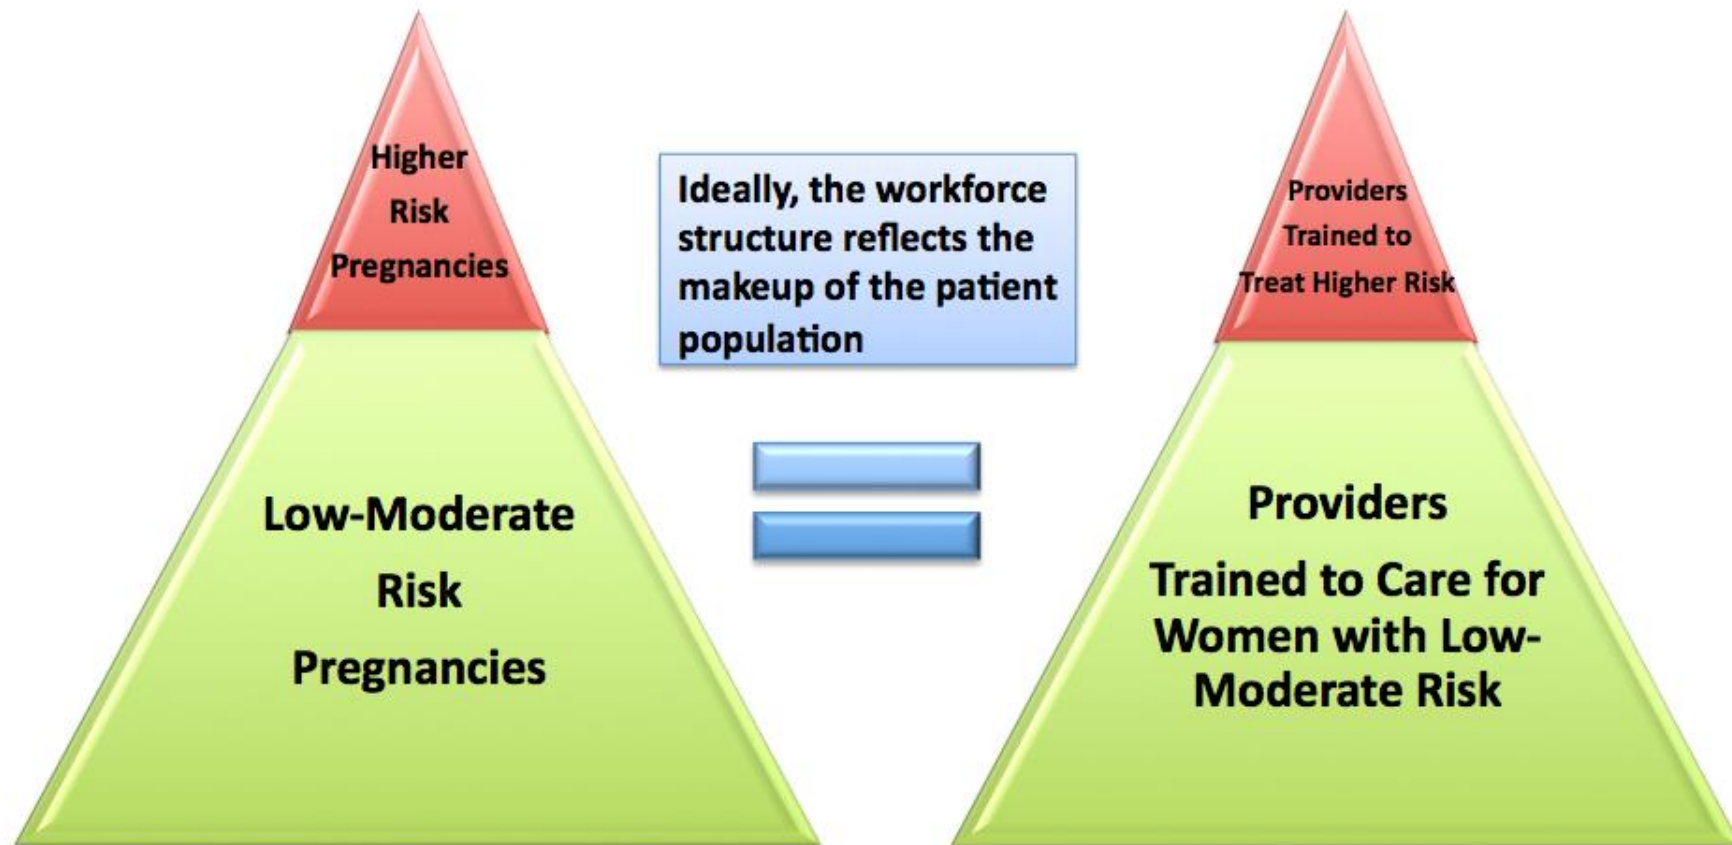 Higher
Risk
Pregnancies
Low-Moderate
Risk
Pregnancies
Ideally, the workforce
structure reflects the
makeup of the patient
population
Providers
Trained to
Treat Higher Risk
Providers
Trained to Care for
Women with Low-
Moderate Risk